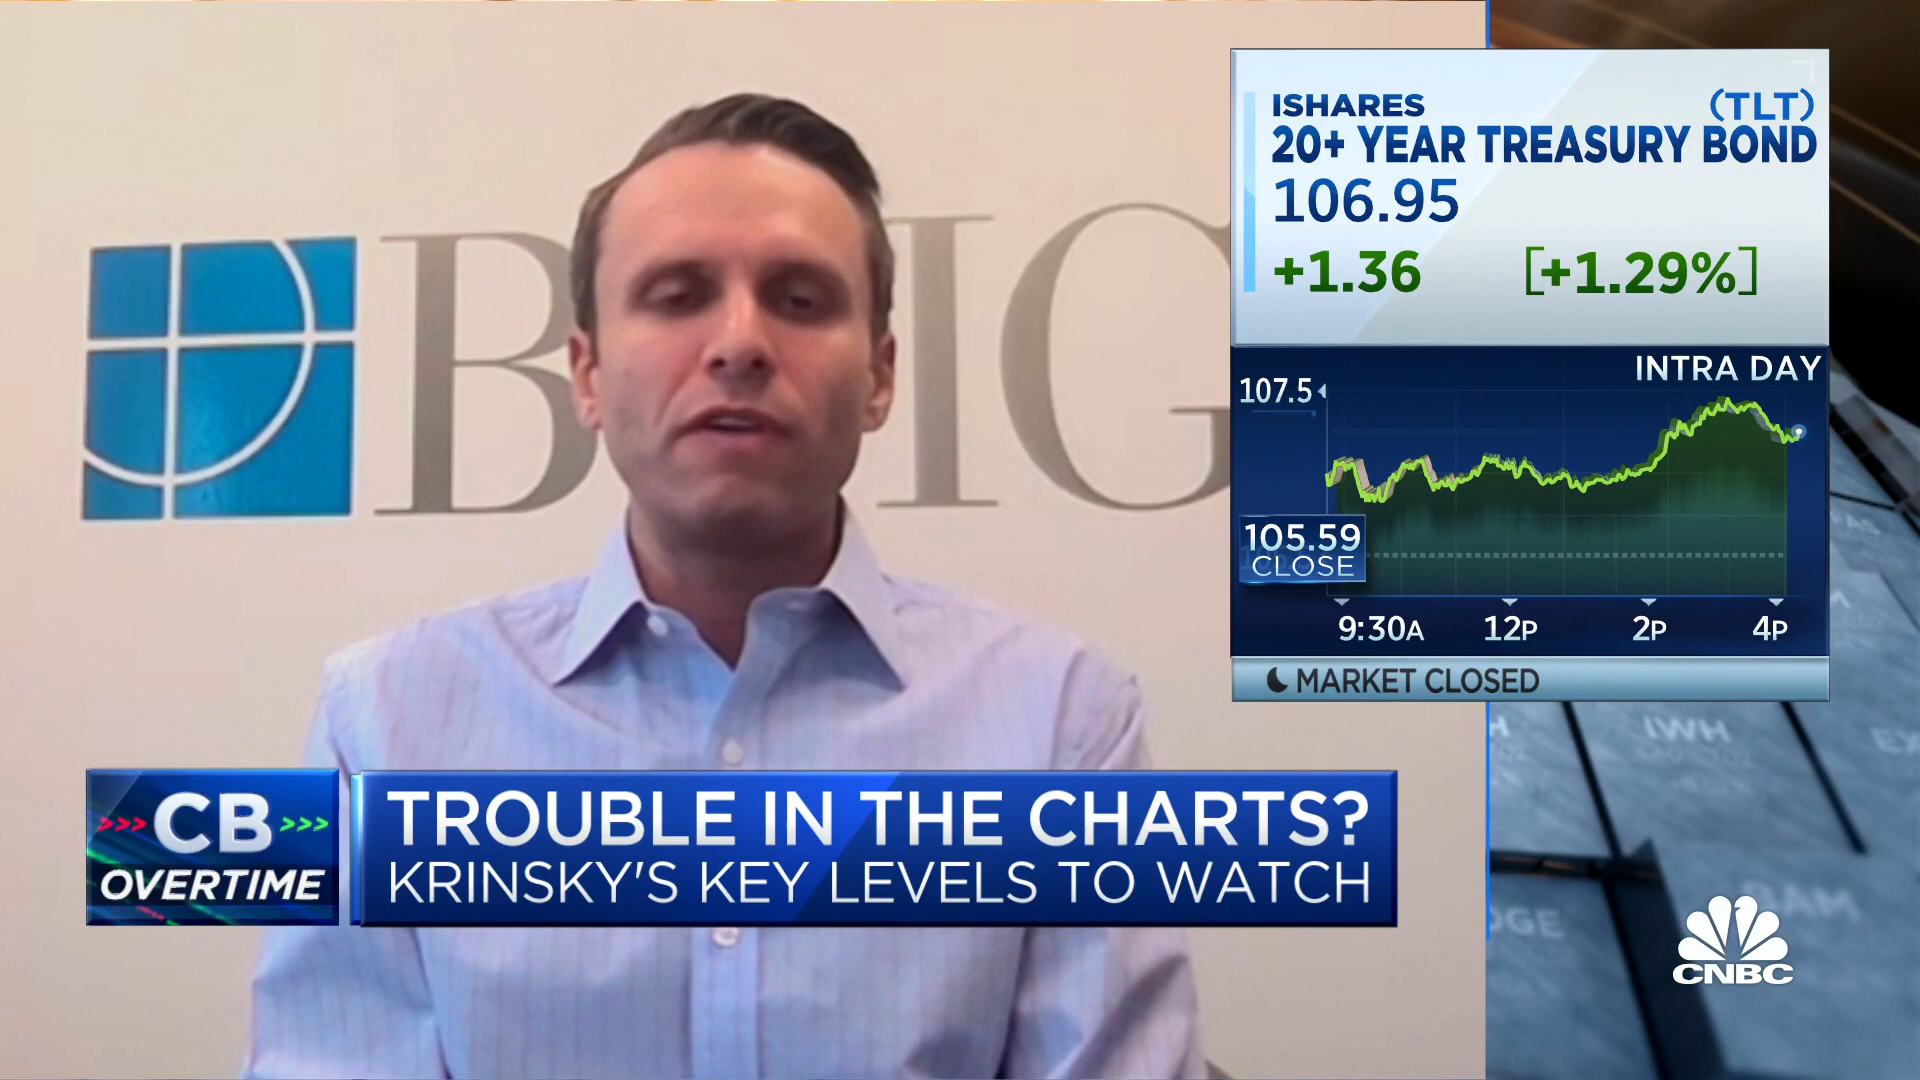 B IG
ISHARES (TLT)
20+ YEAR TREASURY BOND
106.95
+1.36 [+1.29%]
INTRA DAY
107.5
105.59
CLOSE
9:30A 12P 2P 4P
MARKET CLOSED
IWH
CB
OVERTIME
TROUBLE IN THE CHARTS?
KRINSKY'S KEY LEVELS TO WATCH
CNBC